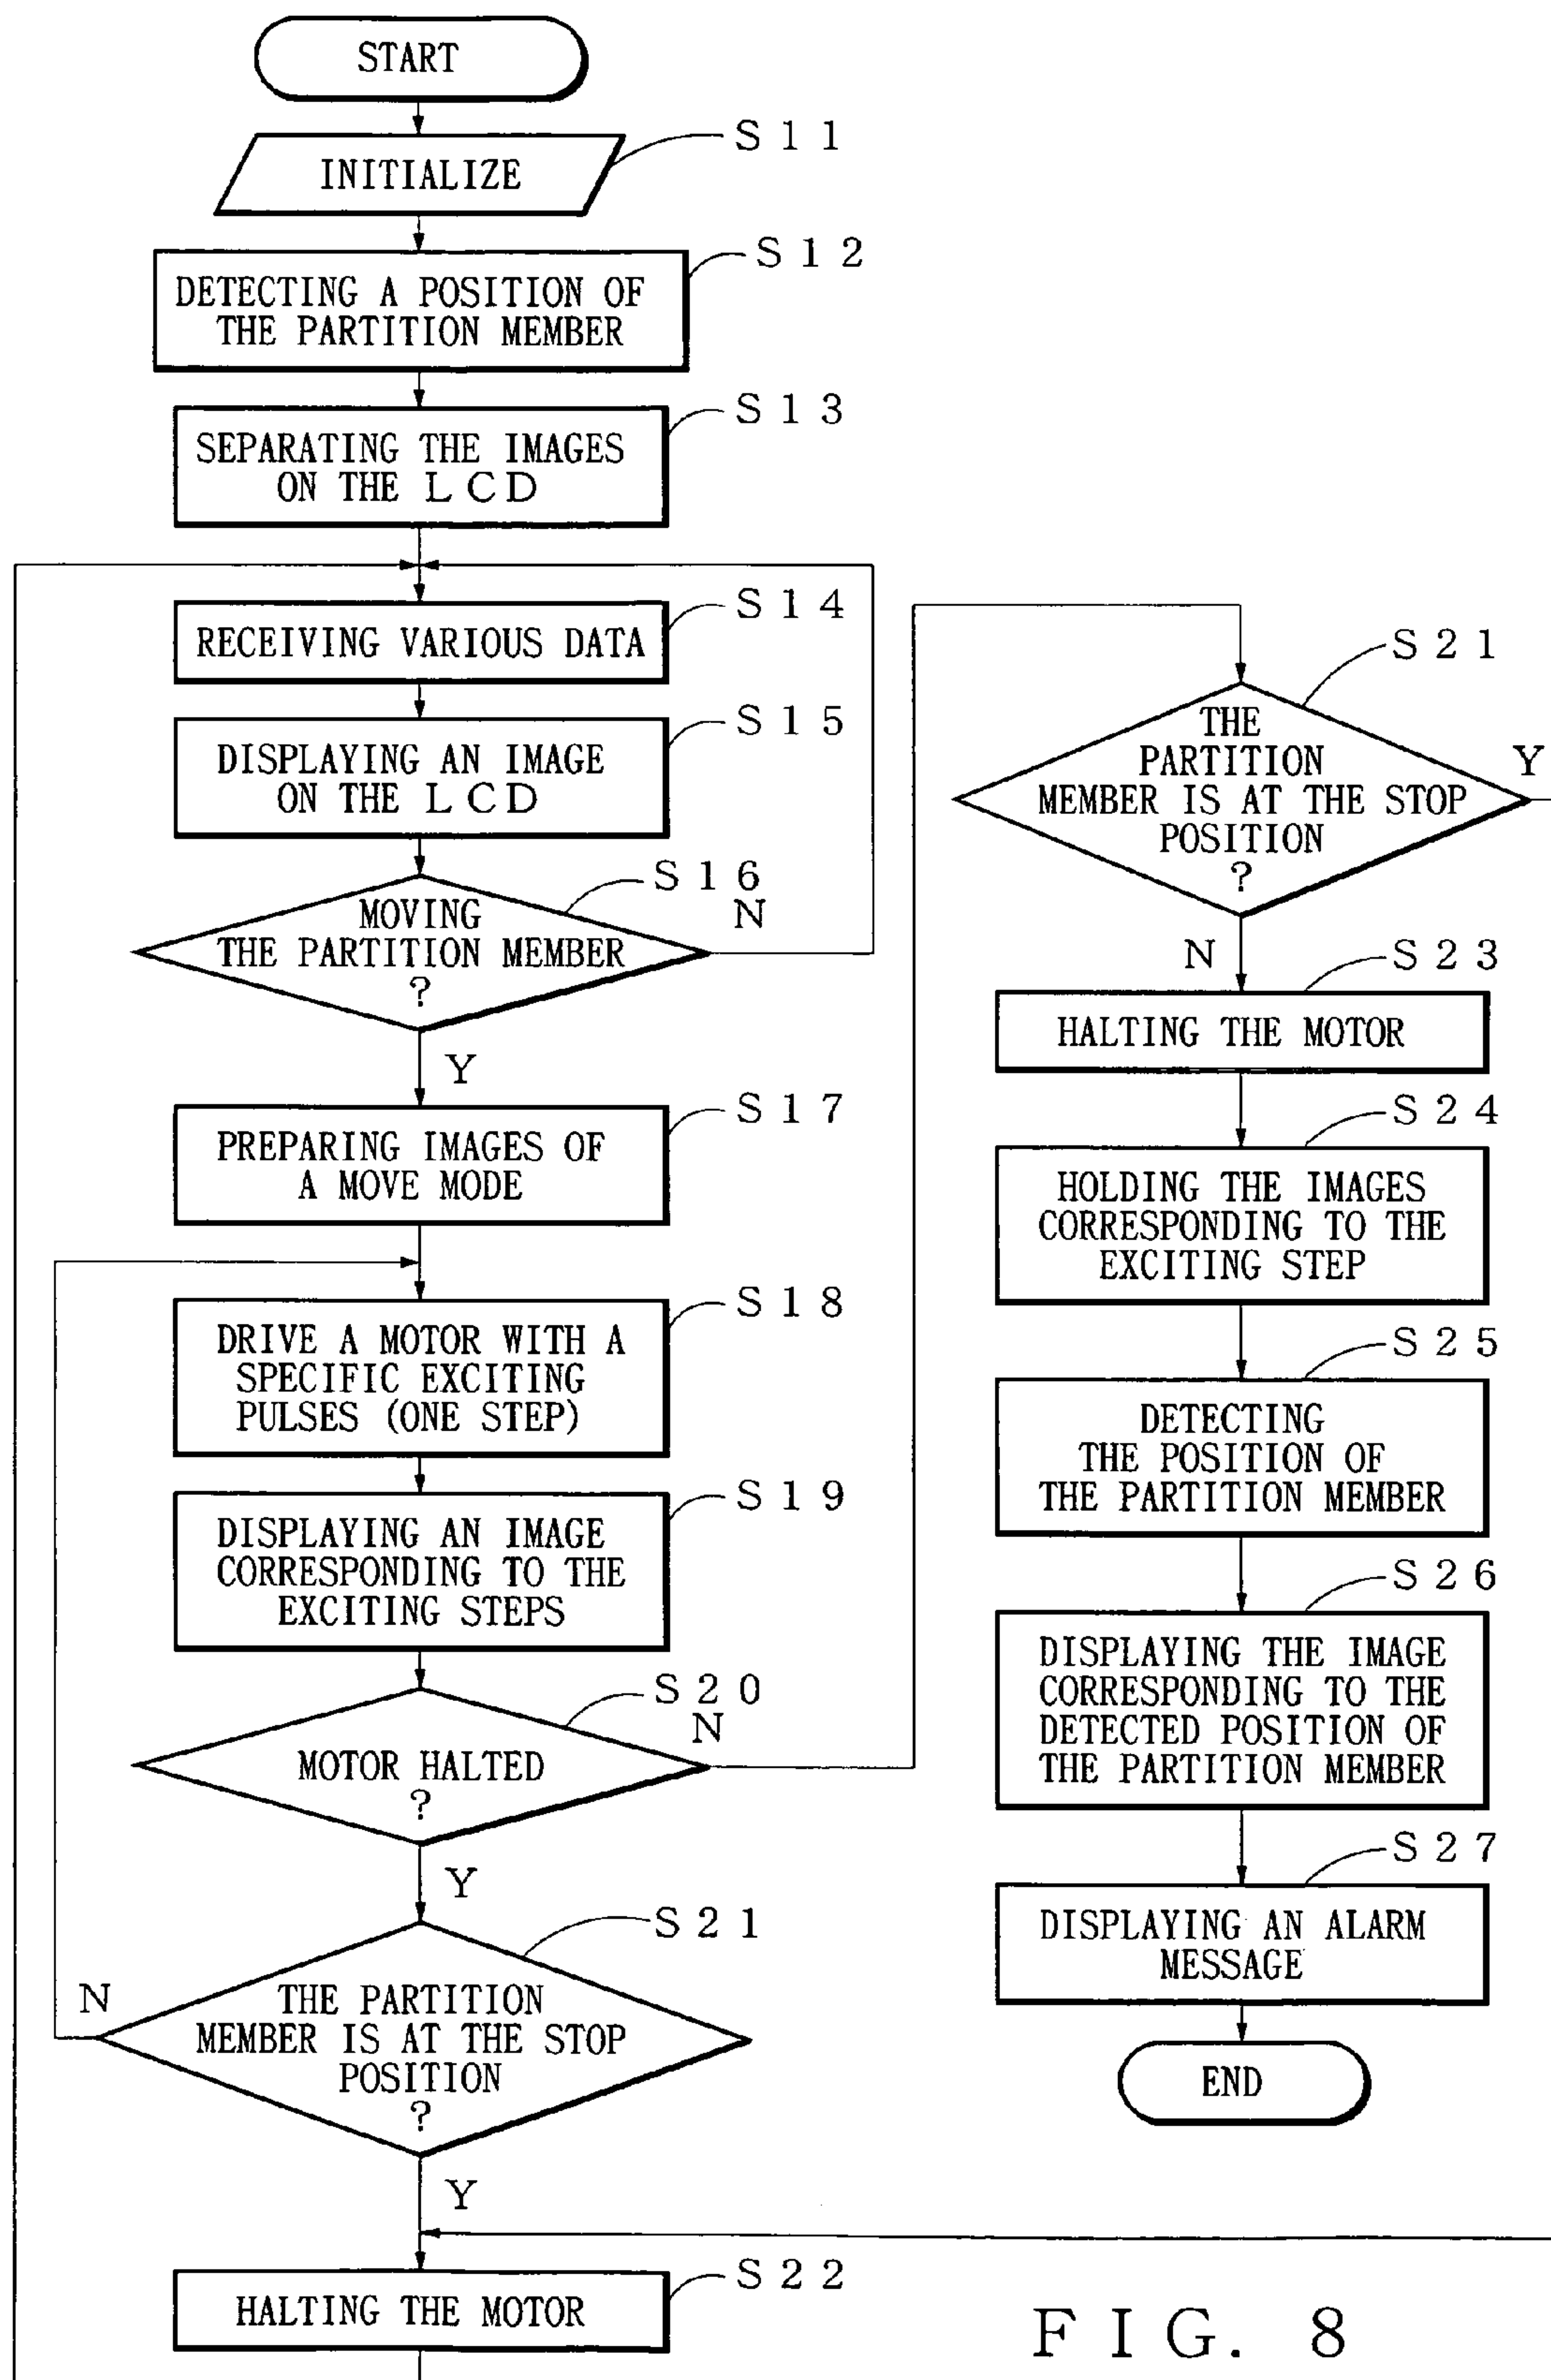 START
INITIALIZE
S11
DETECTING A POSITION OF
THE PARTITION MEMBER
S12
SEPARATING THE IMAGES
ON THE LCD
S13
RECEIVING VARIOUS DATA
S14
DISPLAYING AN IMAGE
ON THE LCD
S15
MOVING
THE PARTITION MEMBER
?
S16
N
Y
PREPARING IMAGES OF
A MOVE MODE
S17
DRIVE A MOTOR WITH A
SPECIFIC EXCITING
PULSES (ONE STEP)
S18
DISPLAYING AN IMAGE
CORRESPONDING TO THE
EXCITING STEPS
S19
MOTOR HALTED
?
S20
N
Y
THE PARTITION
MEMBER IS AT THE STOP
POSITION
?
S21
N
Y
HALTING THE MOTOR
S22
THE
PARTITION
MEMBER IS AT THE STOP
POSITION
?
S21
Y
N
HALTING THE MOTOR
S23
HOLDING THE IMAGES
CORRESPONDING TO THE
EXCITING STEP
S24
DETECTING
THE POSITION OF
THE PARTITION MEMBER
S25
DISPLAYING THE IMAGE
CORRESPONDING TO THE
DETECTED POSITION OF
THE PARTITION MEMBER
S26
DISPLAYING AN ALARM
MESSAGE
S27
END
FIG. 8